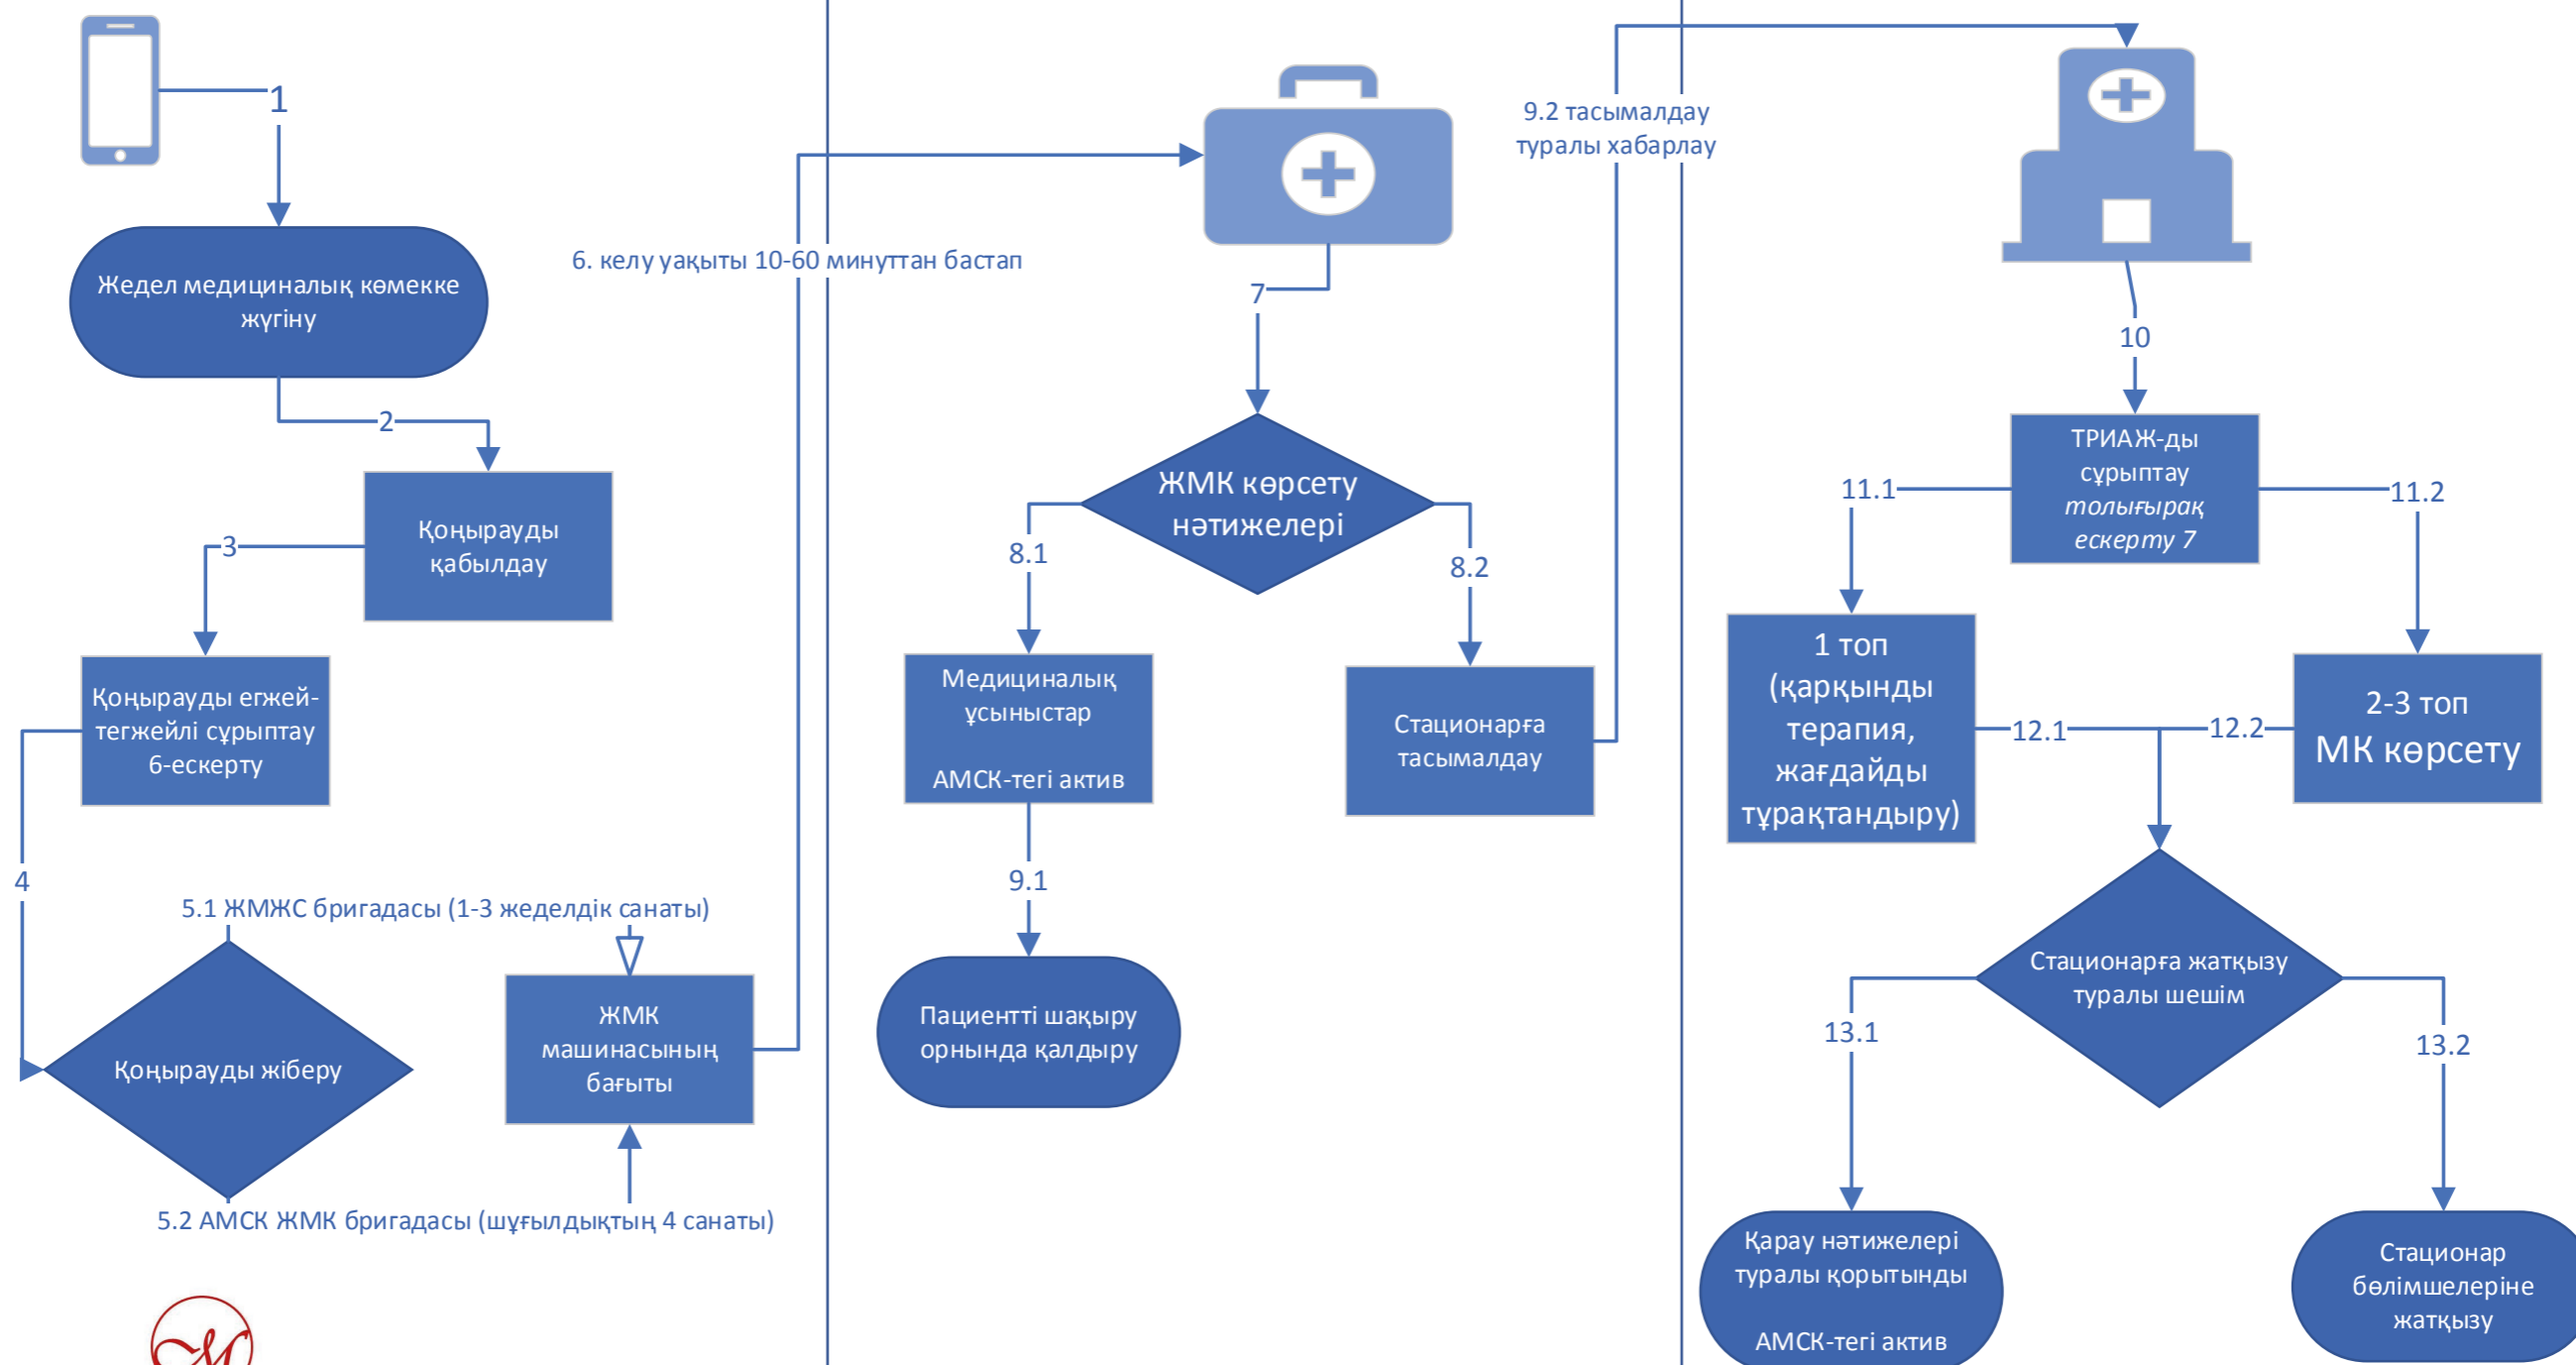 1
Жедел медициналық көмекке
жүгіну
2
Қоңырауды
қабылдау
3
Қоңырауды егжей-
тегжейлі сұрыптау
6-ескерту
4
5.1 ЖМЖС бригадасы (1-3 жеделдік санаты)
Қоңырауды жіберу
ЖМК
машинасының
бағыты
5.2 АМСК ЖМК бригадасы (шұғылдықтың 4 санаты)
6. келу уақыты 10-60 минуттан бастап
7
ЖМК көрсету
нәтижелері
8.1
8.2
Медициналық
ұсыныстар
АМСК-тегі актив
Стационарға
тасымалдау
9.1
Пациентті шақыру
орнында қалдыру
9.2 тасымалдау
туралы хабарлау
10
ТРИАЖ-ды
сұрыптау
толығырақ
ескерту 7
11.1
11.2
1 топ
(қарқынды
терапия,
жағдайды
тұрақтандыру)
2-3 топ
МК көрсету
12.1
12.2
Стационарға жатқызу
туралы шешім
13.1
13.2
Қарау нәтижелері
туралы қорытынды
АМСК-тегі актив
Стационар
бөлімшелеріне
жатқызу